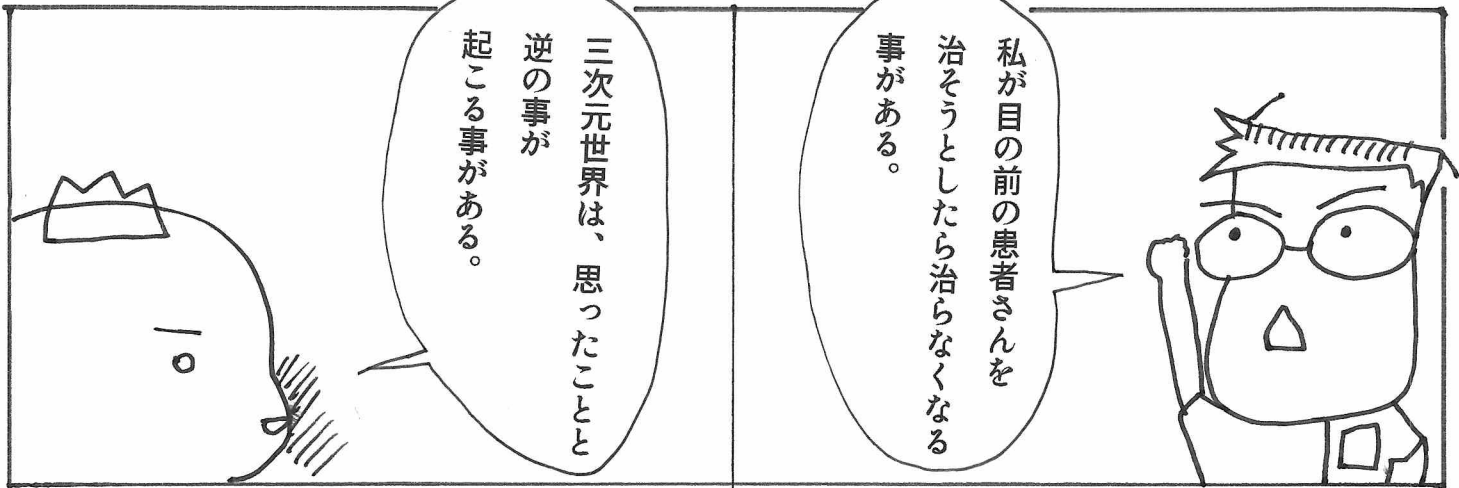 私が目の前の患者さんを
治そうとしたら治らなくなる
事がある。
三次元世界は、思ったことと
逆の事が
起こる事がある。